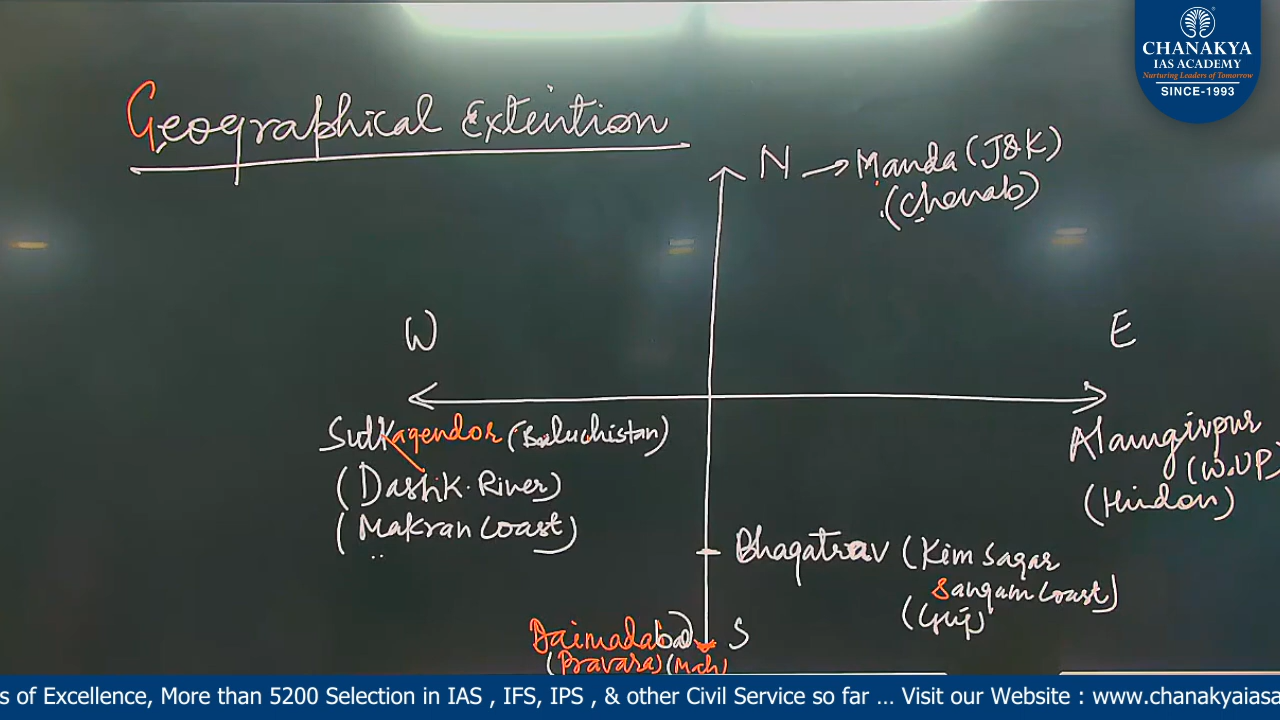 CHANAKYA
IAS ACADEMY
Nurturing Leaders of Tomorrow
SINCE-1993
Geographical Extention
N → Manda (J&K)
(Chenab)
W
E
Sutkagendor (Baluchistan)
(Dashk River)
(Makran Coast)
Alamgirpur
(W.UP)
(Hindon)
Bhagatrav (Kim Sagar
Sangam Coast)
(Guj)
Daimadabad
S
(Pravara) (Mah)
s of Excellence, More than 5200 Selection in IAS , IFS, IPS , & other Civil Service so far ... Visit our Website : www.chanakyaiasa